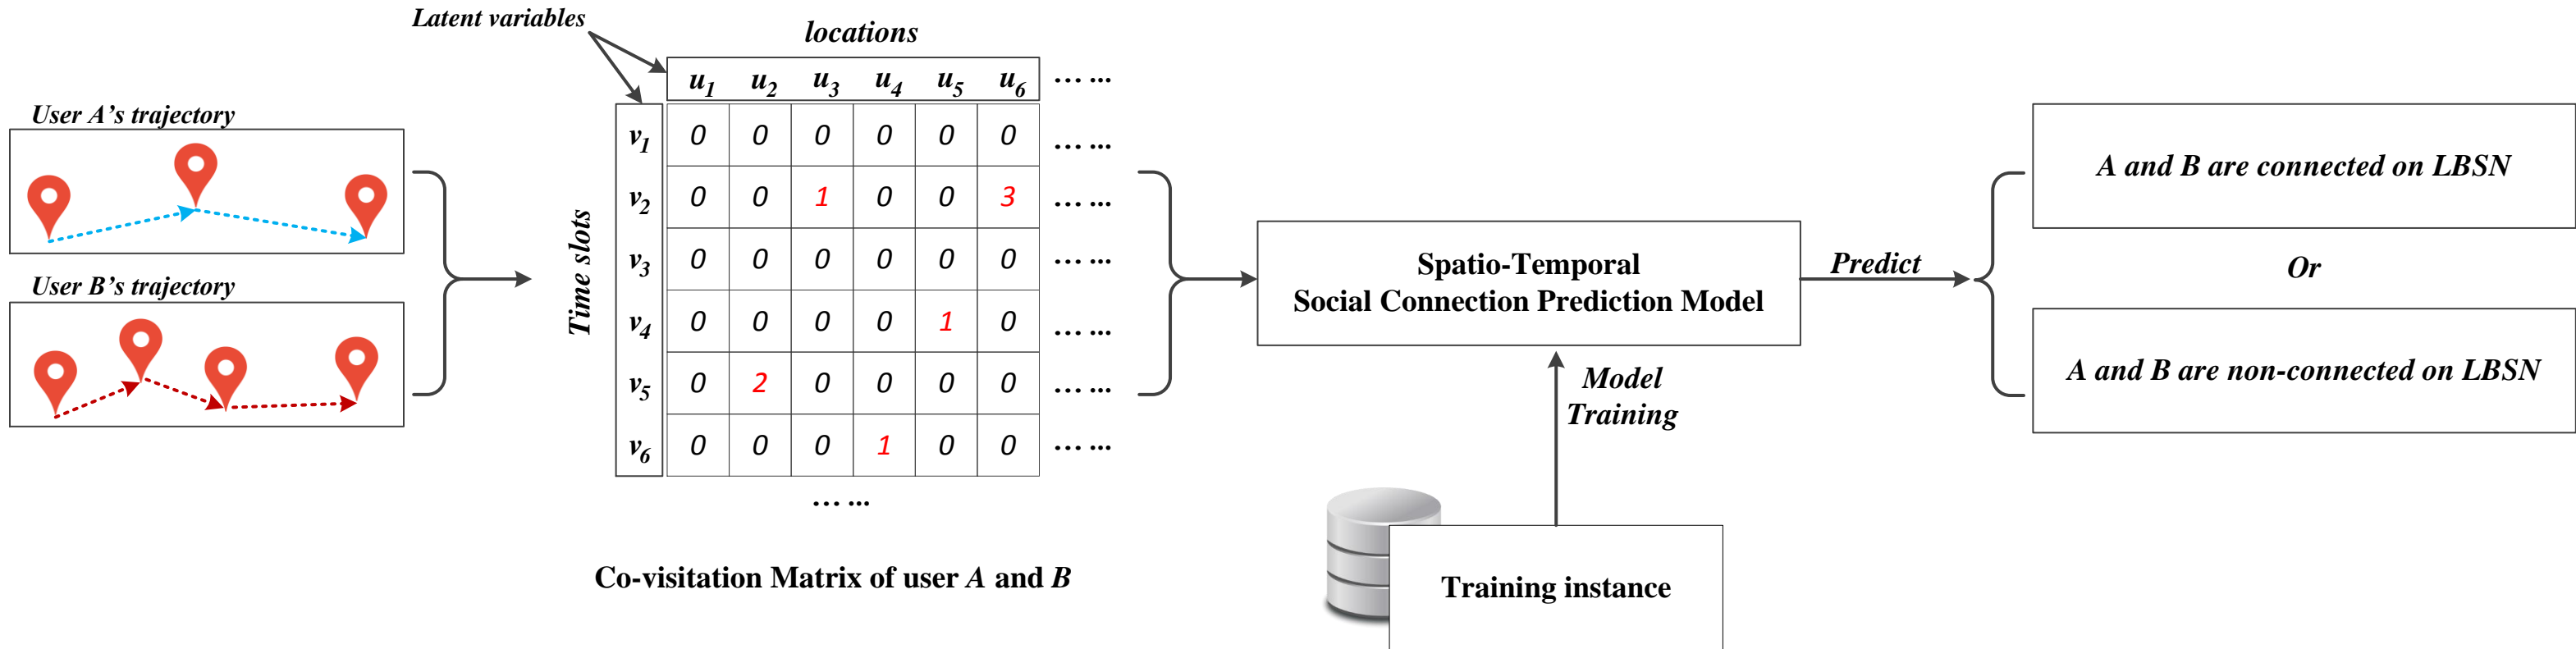 Latent variables
locations
u1 u2 u3 u4 u5 u6 … ...
User A’s trajectory
User B’s trajectory
Time slots
v1 0 0 0 0 0 0 … ...
v2 0 0 1 0 0 3 … ...
v3 0 0 0 0 0 0 … ...
v4 0 0 0 0 1 0 … ...
v5 0 2 0 0 0 0 … ...
v6 0 0 0 1 0 0 … ...
… ...
Co-visitation Matrix of user A and B
Spatio-Temporal
Social Connection Prediction Model
Model
Training
Training instance
Predict
A and B are connected on LBSN
Or
A and B are non-connected on LBSN